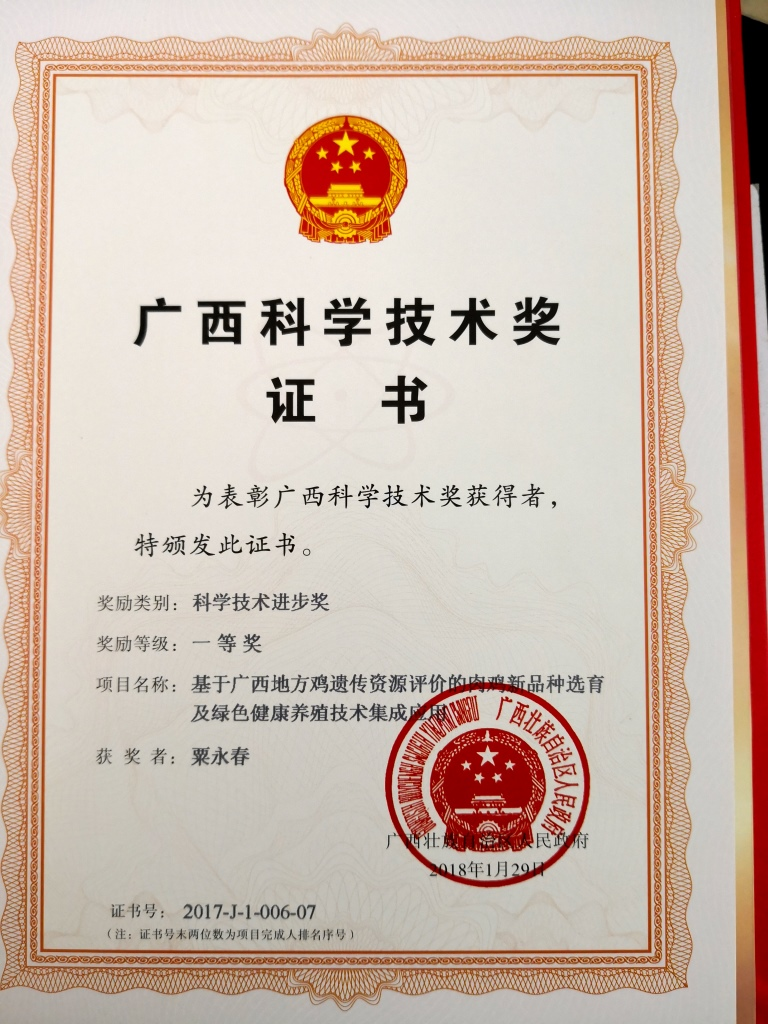 广西科学技术奖
证书
为表彰广西科学技术奖获得者，
特颁发此证书。
奖励类别：科学技术进步奖
奖励等级：一等奖
项目名称：基于广西地方鸡遗传资源评价的肉鸡新品种选育
及绿色健康养殖技术集成应用
获奖者：粟永春
广西壮族自治区人民政府
广西壮族自治区人民政府
2018年1月29日
证书号：2017-J-1-006-07
（注：证书号末两位数为项目完成人排名序号）